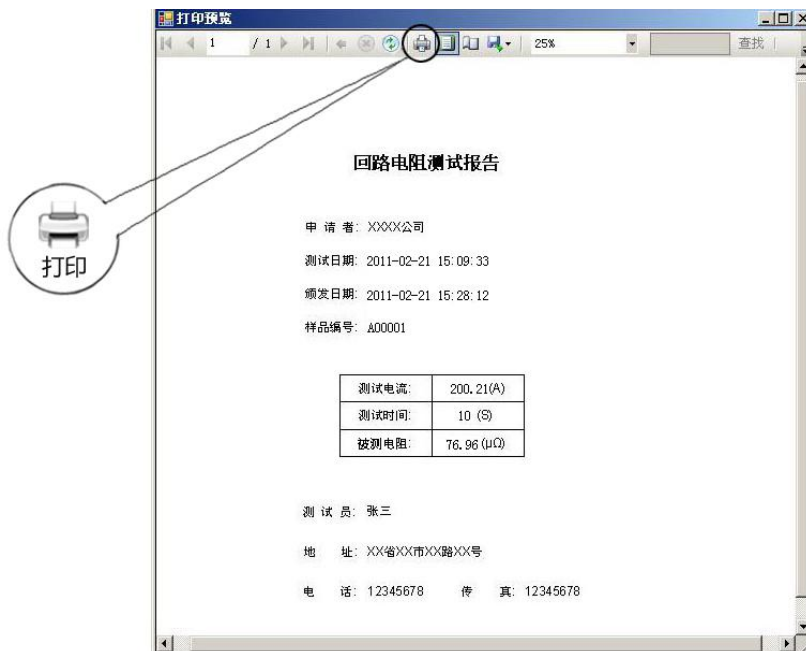 打印预览
1 / 1 25% 查找
回路电阻测试报告
申 请 者: XXXX公司
测试日期: 2011-02-21 15:09:33
颁发日期: 2011-02-21 15:28:12
样品编号: A00001
打印
测试电流: 200.21(A)
测试时间: 10 (S)
被测电阻: 76.96(μΩ)
测 试 员: 张三
地 址: XX省XX市XX路XX号
电 话: 12345678 传 真: 12345678